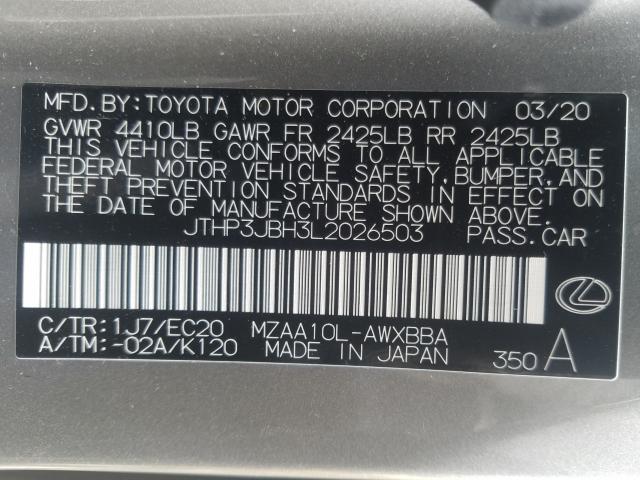 MFD.BY:TOYOTA MOTOR CORPORATION 03/20
GVWR 4410LB GAWR FR 2425LB RR 2425LB
THIS VEHICLE CONFORMS TO ALL APPLICABLE
FEDERAL MOTOR VEHICLE SAFETY,BUMPER,AND
THEFT PREVENTION STANDARDS IN EFFECT ON
THE DATE OF MANUFACTURE SHOWN ABOVE.
JTHP3JBH3L2026503 PASS.CAR
C/TR:1J7/EC20 MZAA10L-AWXBBA
A/TM:-02A/K120 MADE IN JAPAN 350 A